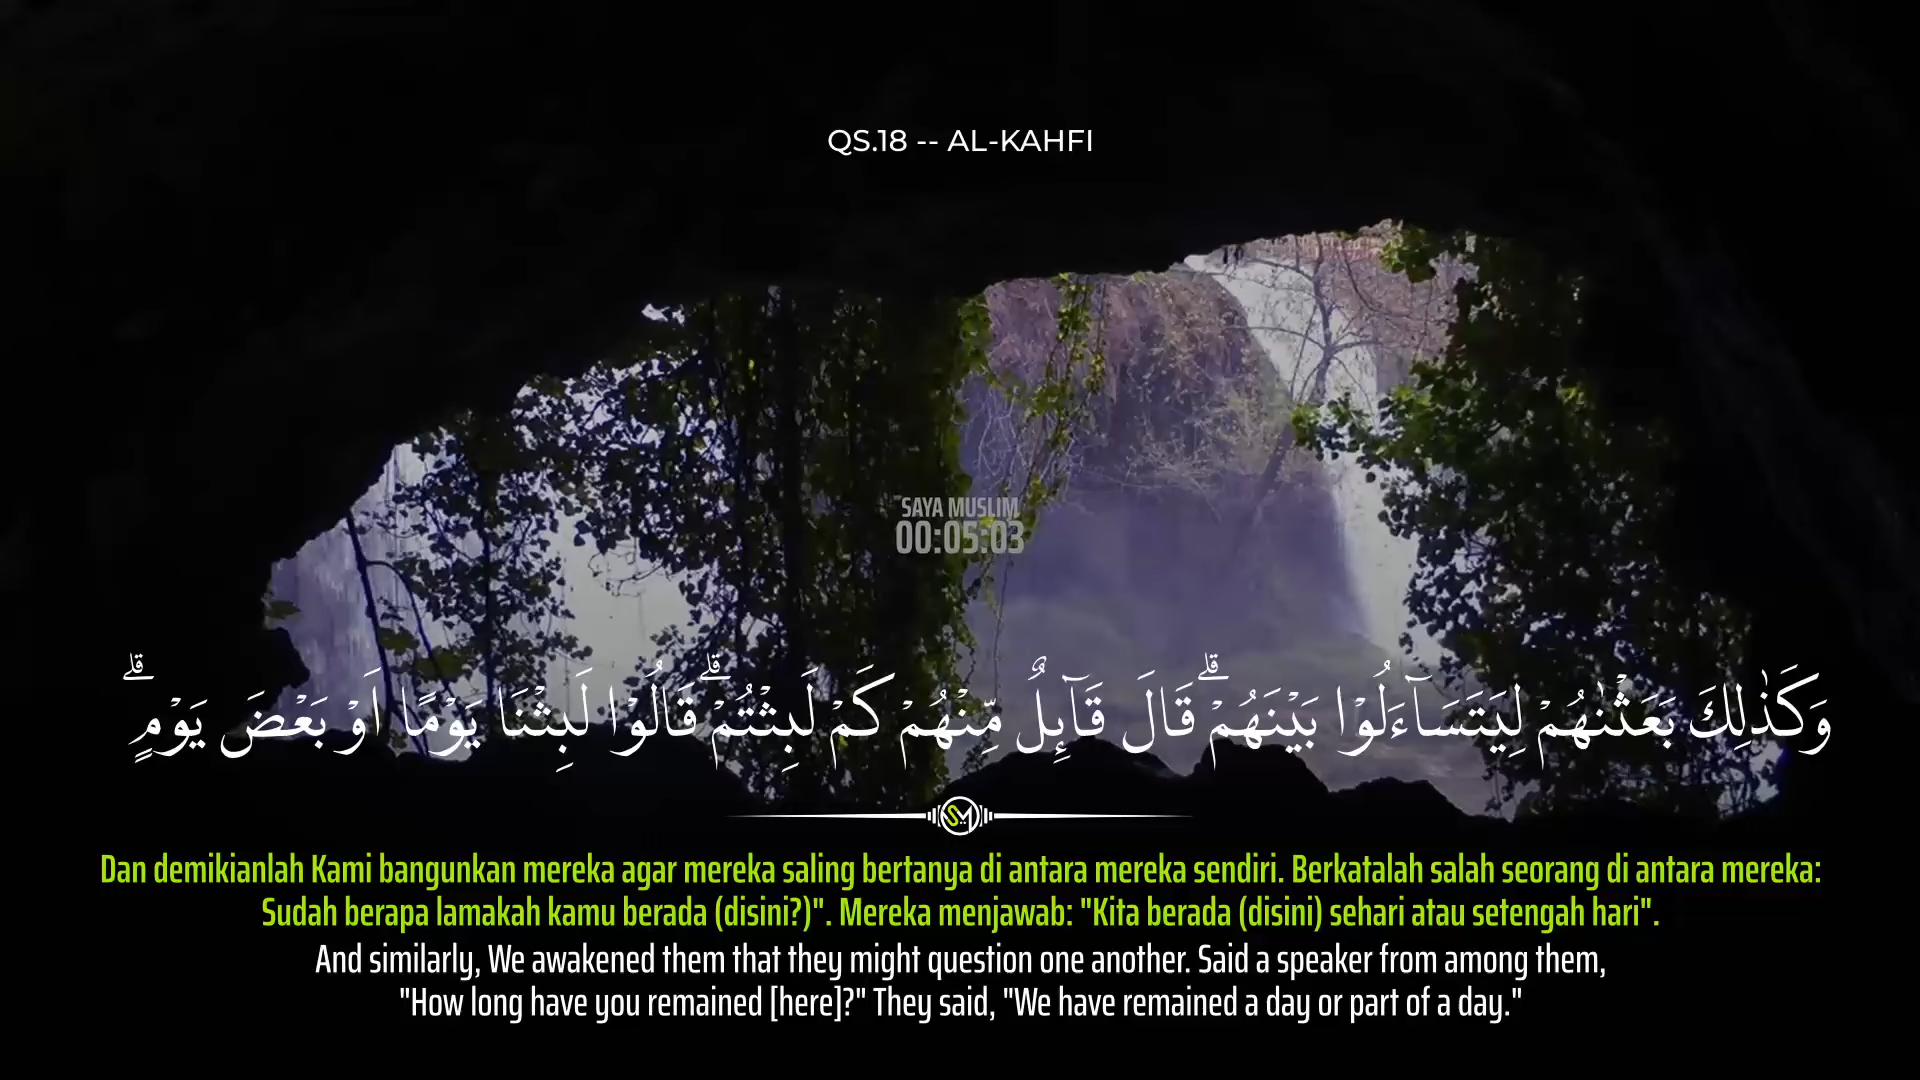 QS.18 -- AL-KAHFI
SAYA MUSLIM
00:05:03
وَكَذٰلِكَ بَعَثْنٰهُمْ لِيَتَسَاۤءَلُوْا بَيْنَهُمْۗ قَالَ قَاۤىِٕلٌ مِّنْهُمْ كَمْ لَبِثْتُمْۗ قَالُوْا لَبِثْنَا يَوْمًا اَوْ بَعْضَ يَوْمٍۗ
Dan demikianlah Kami bangunkan mereka agar mereka saling bertanya di antara mereka sendiri. Berkatalah salah seorang di antara mereka:
Sudah berapa lamakah kamu berada (disini?)". Mereka menjawab: "Kita berada (disini) sehari atau setengah hari".
And similarly, We awakened them that they might question one another. Said a speaker from among them,
"How long have you remained [here]?" They said, "We have remained a day or part of a day."